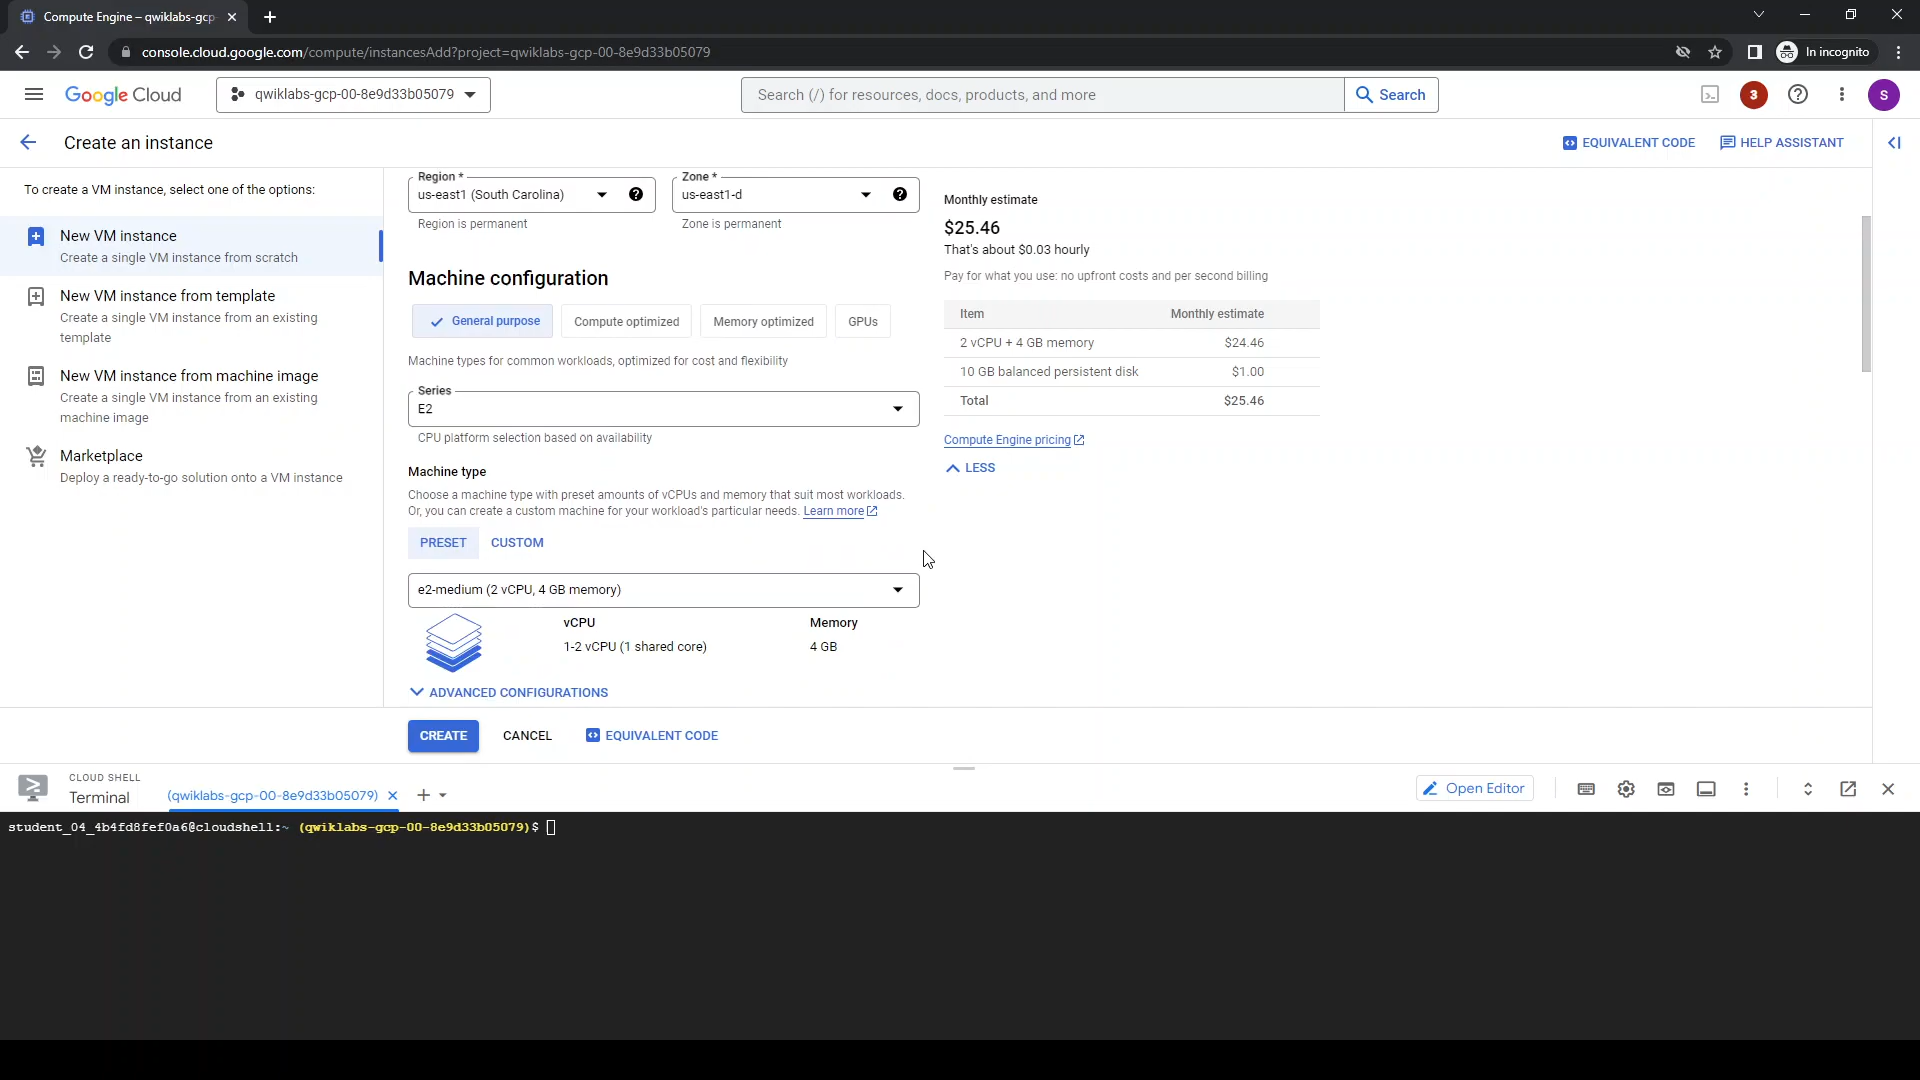 Compute Engine – qwiklabs-gcp-
console.cloud.google.com/compute/instancesAdd?project=qwiklabs-gcp-00-8e9d33b05079
In incognito
Google Cloud
qwiklabs-gcp-00-8e9d33b05079
Search (/) for resources, docs, products, and more
Search
3
S
Create an instance
EQUIVALENT CODE
HELP ASSISTANT
To create a VM instance, select one of the options:
New VM instance
Create a single VM instance from scratch
New VM instance from template
Create a single VM instance from an existing
template
New VM instance from machine image
Create a single VM instance from an existing
machine image
Marketplace
Deploy a ready-to-go solution onto a VM instance
Region *
us-east1 (South Carolina)
Region is permanent
Zone *
us-east1-d
Zone is permanent
Machine configuration
General purpose
Compute optimized
Memory optimized
GPUs
Machine types for common workloads, optimized for cost and flexibility
Series
E2
CPU platform selection based on availability
Machine type
Choose a machine type with preset amounts of vCPUs and memory that suit most workloads.
Or, you can create a custom machine for your workload's particular needs. Learn more
PRESET
CUSTOM
e2-medium (2 vCPU, 4 GB memory)
vCPU
Memory
1-2 vCPU (1 shared core)
4 GB
ADVANCED CONFIGURATIONS
Monthly estimate
$25.46
That's about $0.03 hourly
Pay for what you use: no upfront costs and per second billing
Item Monthly estimate
2 vCPU + 4 GB memory $24.46
10 GB balanced persistent disk $1.00
Total $25.46
Compute Engine pricing
LESS
CREATE
CANCEL
EQUIVALENT CODE
CLOUD SHELL
Terminal
(qwiklabs-gcp-00-8e9d33b05079)
Open Editor
student_04_4b4fd8fef0a6@cloudshell:~ (qwiklabs-gcp-00-8e9d33b05079)$